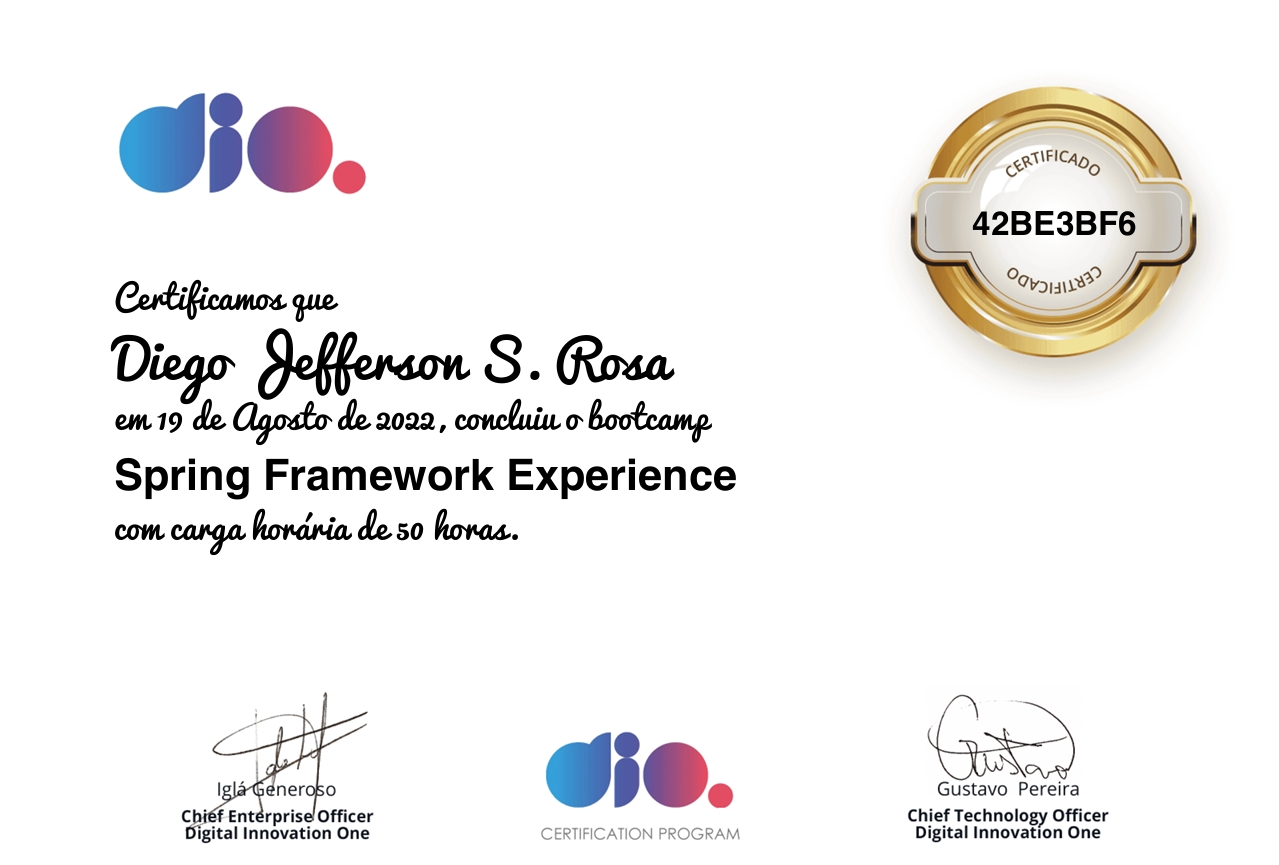 dio.
CERTIFICADO
42BE3BF6
CERTIFICADO
Certificamos que
Diego Jefferson S. Rosa
em 19 de Agosto de 2022, concluiu o bootcamp
Spring Framework Experience
com carga horária de 50 horas.
Iglá Generoso
Chief Enterprise Officer
Digital Innovation One
dio.
CERTIFICATION PROGRAM
Gustavo
Gustavo Pereira
Chief Technology Officer
Digital Innovation One